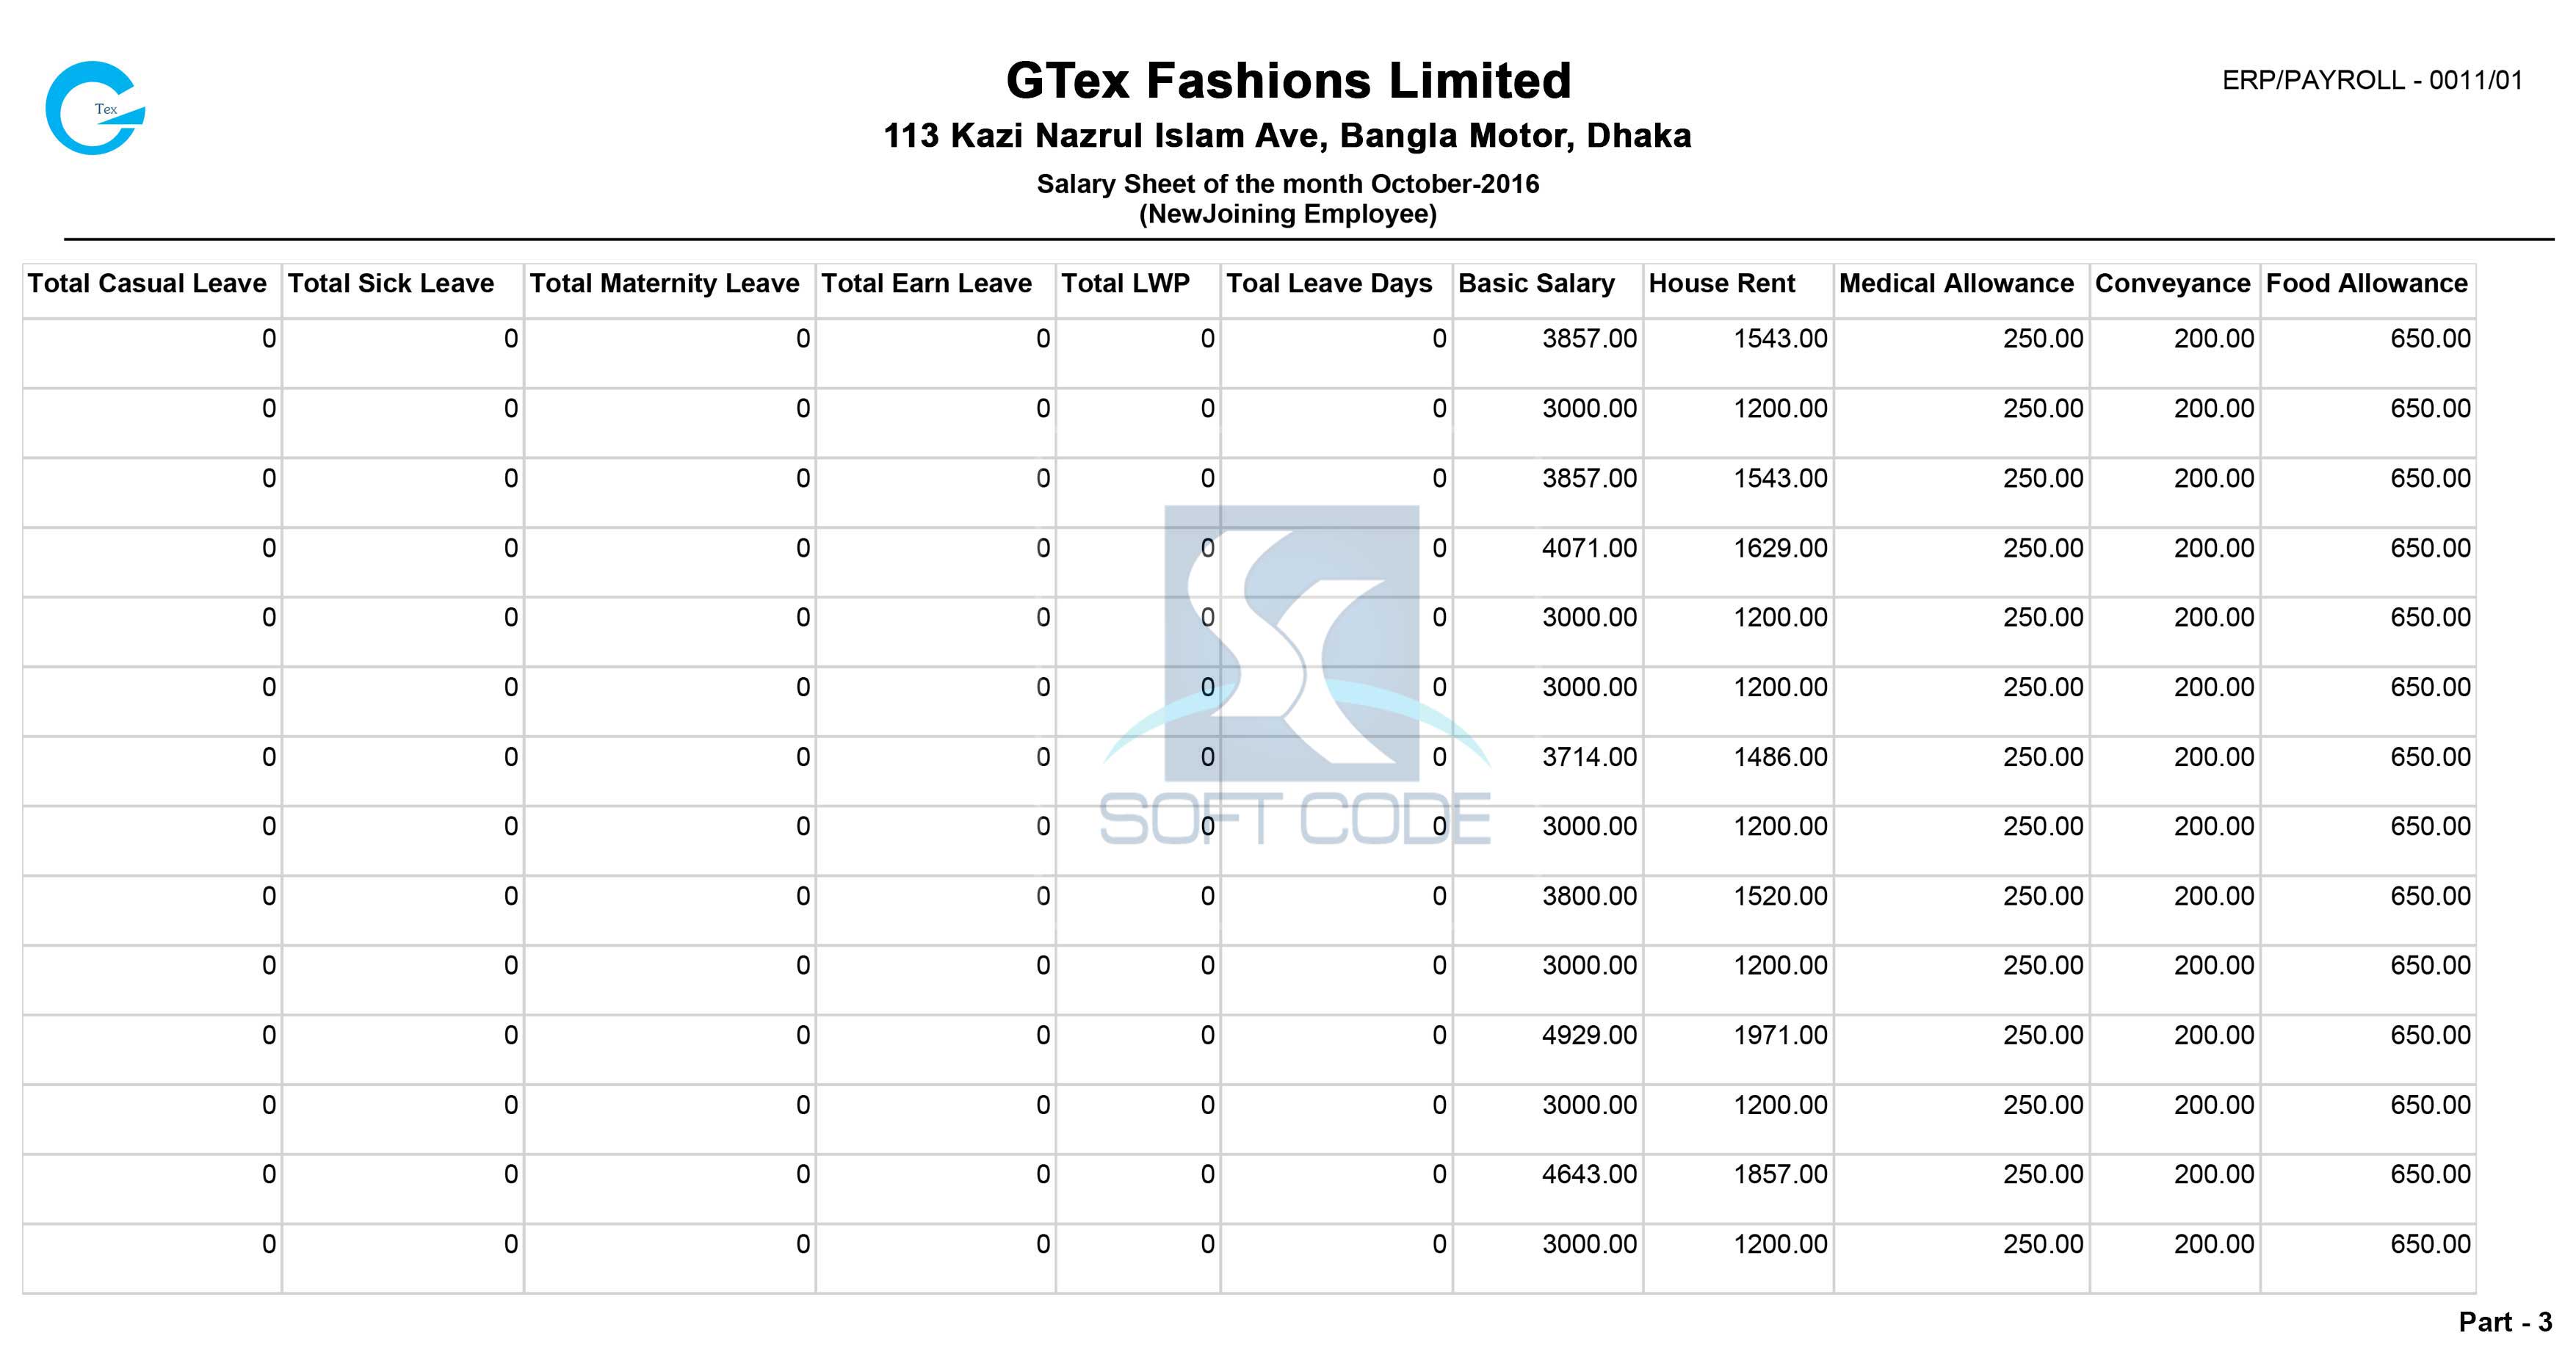 Tex
GTex Fashions Limited
ERP/PAYROLL - 0011/01
113 Kazi Nazrul Islam Ave, Bangla Motor, Dhaka
Salary Sheet of the month October-2016
(NewJoining Employee)
Total Casual Leave Total Sick Leave Total Maternity Leave Total Earn Leave Total LWP Toal Leave Days Basic Salary House Rent Medical Allowance Conveyance Food Allowance
0 0 0 0 0 0 3857.00 1543.00 250.00 200.00 650.00
0 0 0 0 0 0 3000.00 1200.00 250.00 200.00 650.00
0 0 0 0 0 0 3857.00 1543.00 250.00 200.00 650.00
0 0 0 0 0 0 4071.00 1629.00 250.00 200.00 650.00
0 0 0 0 0 0 3000.00 1200.00 250.00 200.00 650.00
0 0 0 0 0 0 3000.00 1200.00 250.00 200.00 650.00
0 0 0 0 0 0 3714.00 1486.00 250.00 200.00 650.00
0 0 0 0 0 0 3000.00 1200.00 250.00 200.00 650.00
0 0 0 0 0 0 3800.00 1520.00 250.00 200.00 650.00
0 0 0 0 0 0 3000.00 1200.00 250.00 200.00 650.00
0 0 0 0 0 0 4929.00 1971.00 250.00 200.00 650.00
0 0 0 0 0 0 3000.00 1200.00 250.00 200.00 650.00
0 0 0 0 0 0 4643.00 1857.00 250.00 200.00 650.00
0 0 0 0 0 0 3000.00 1200.00 250.00 200.00 650.00
SOFT CODE
Part - 3